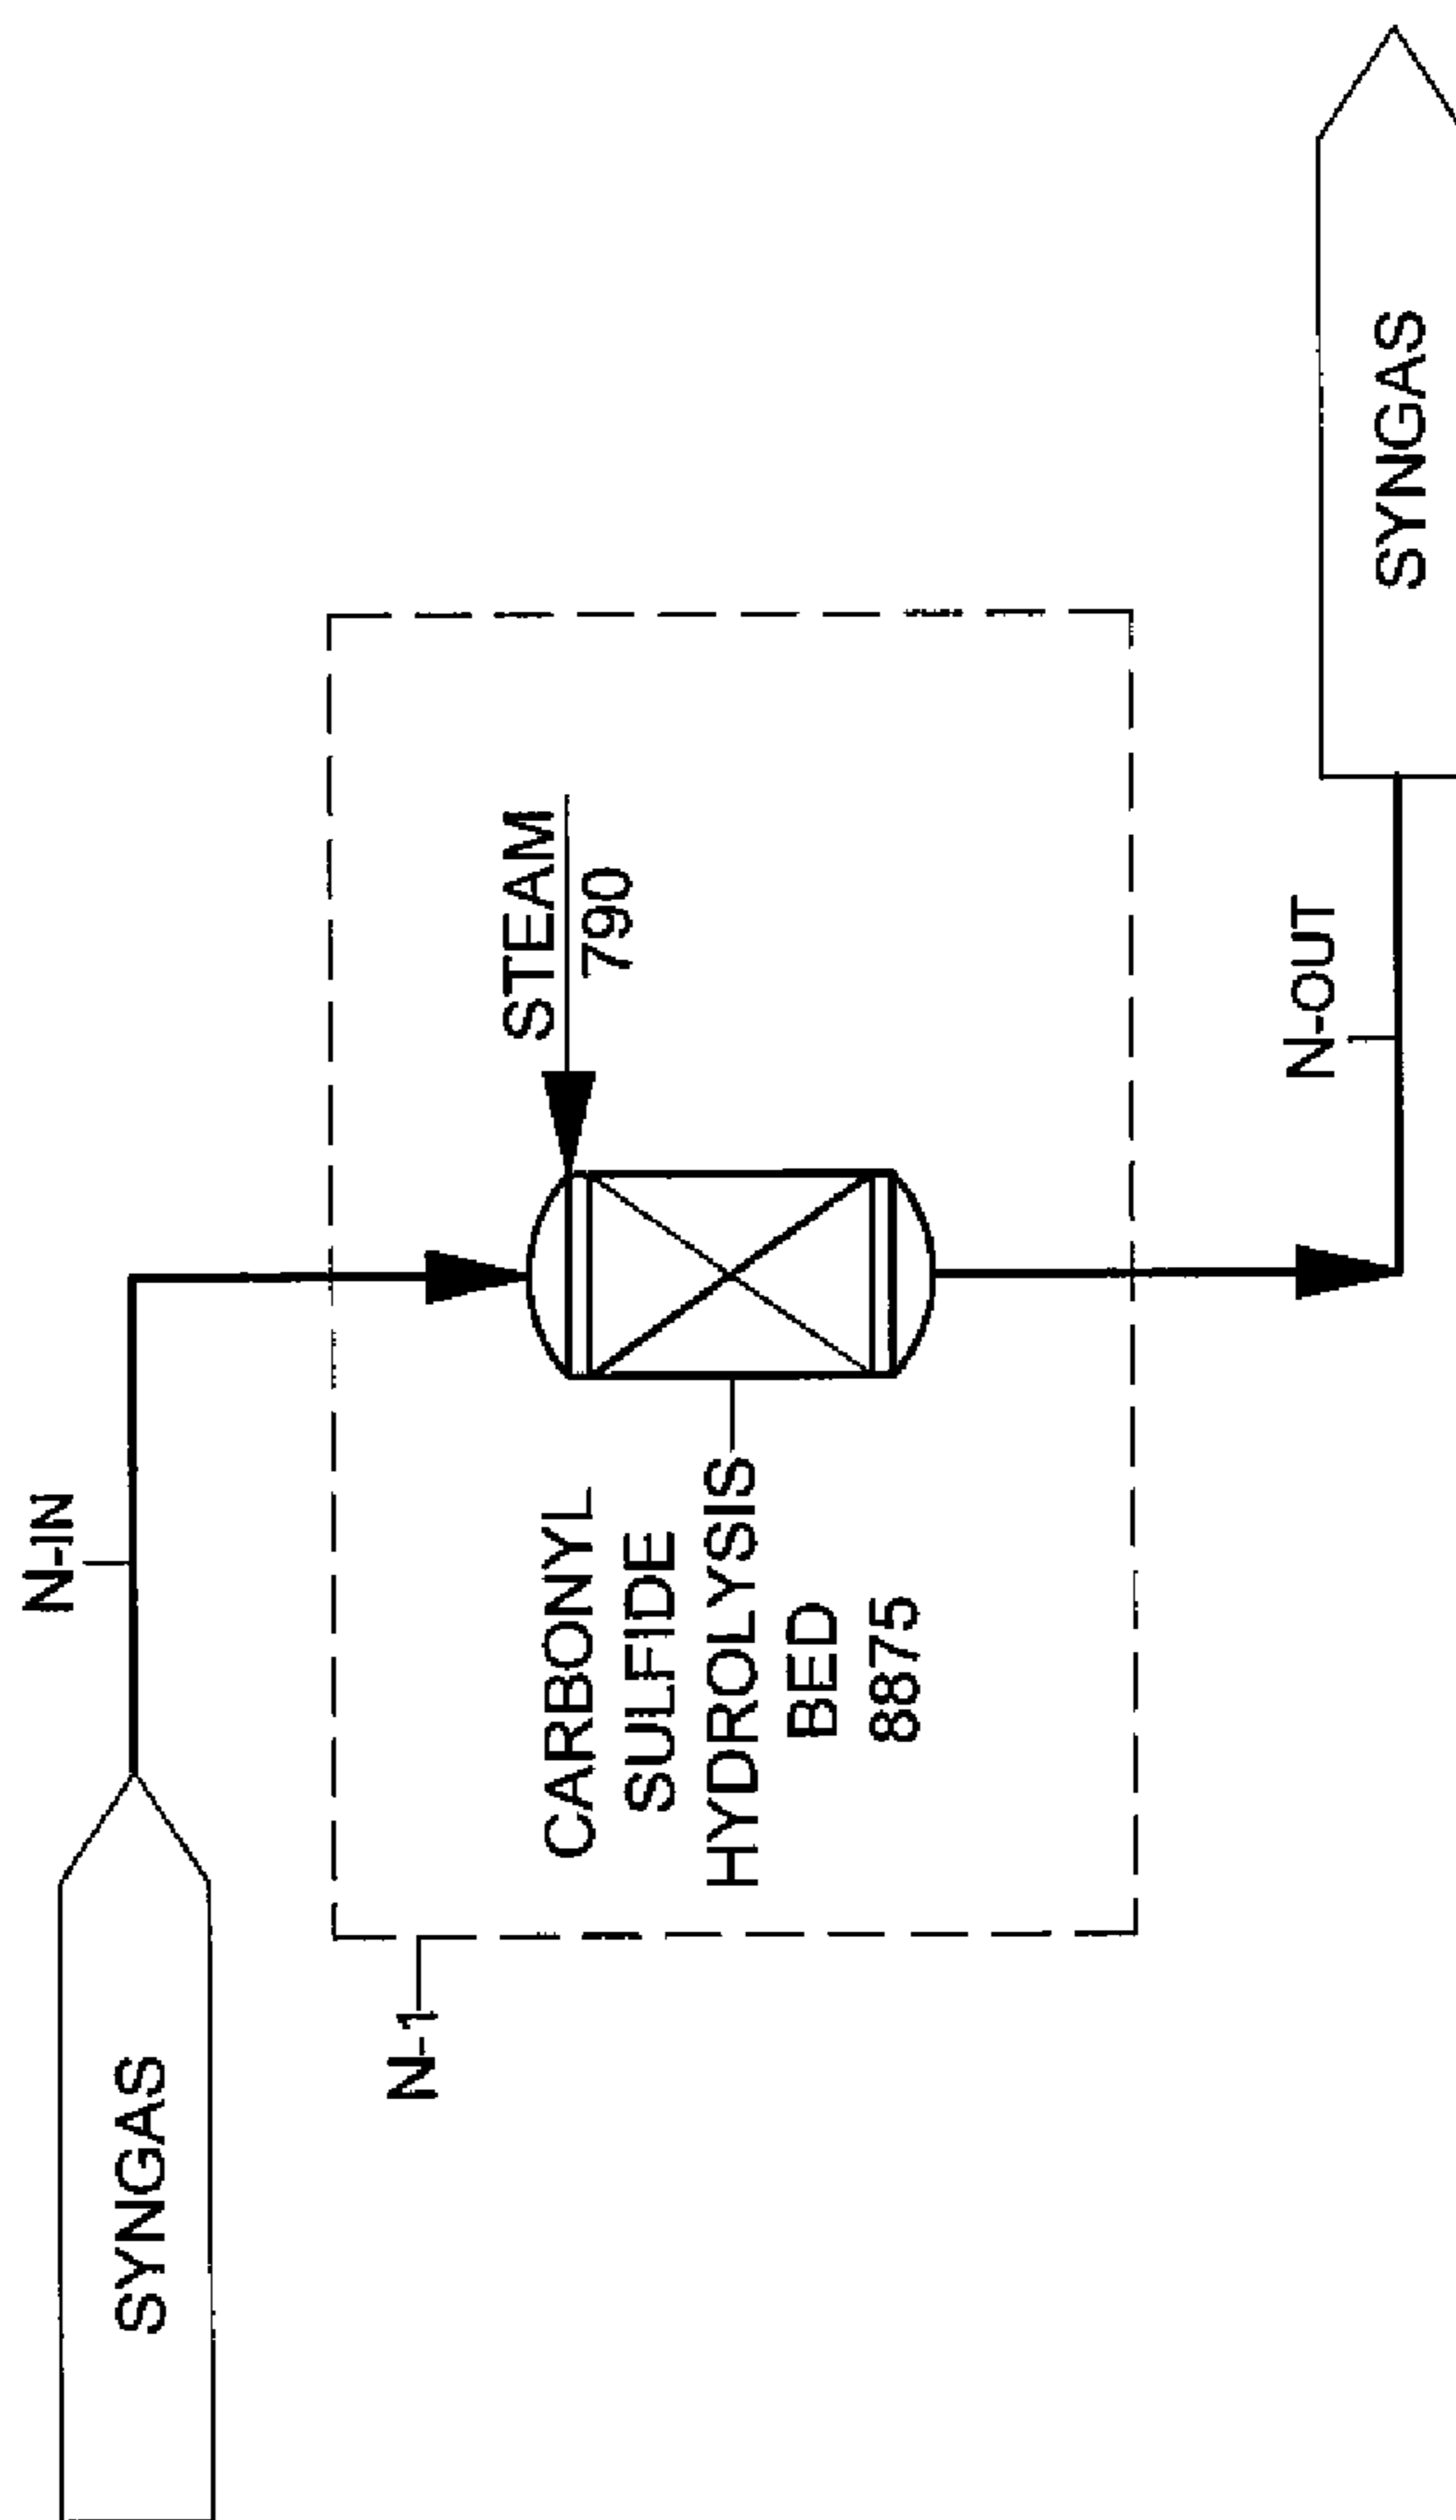 SYNGAS
N-IN
N-1
STEAM
790
CARBONYL
SULFIDE
HYDROLYSIS
BED
8875
N-OUT
SYNGAS